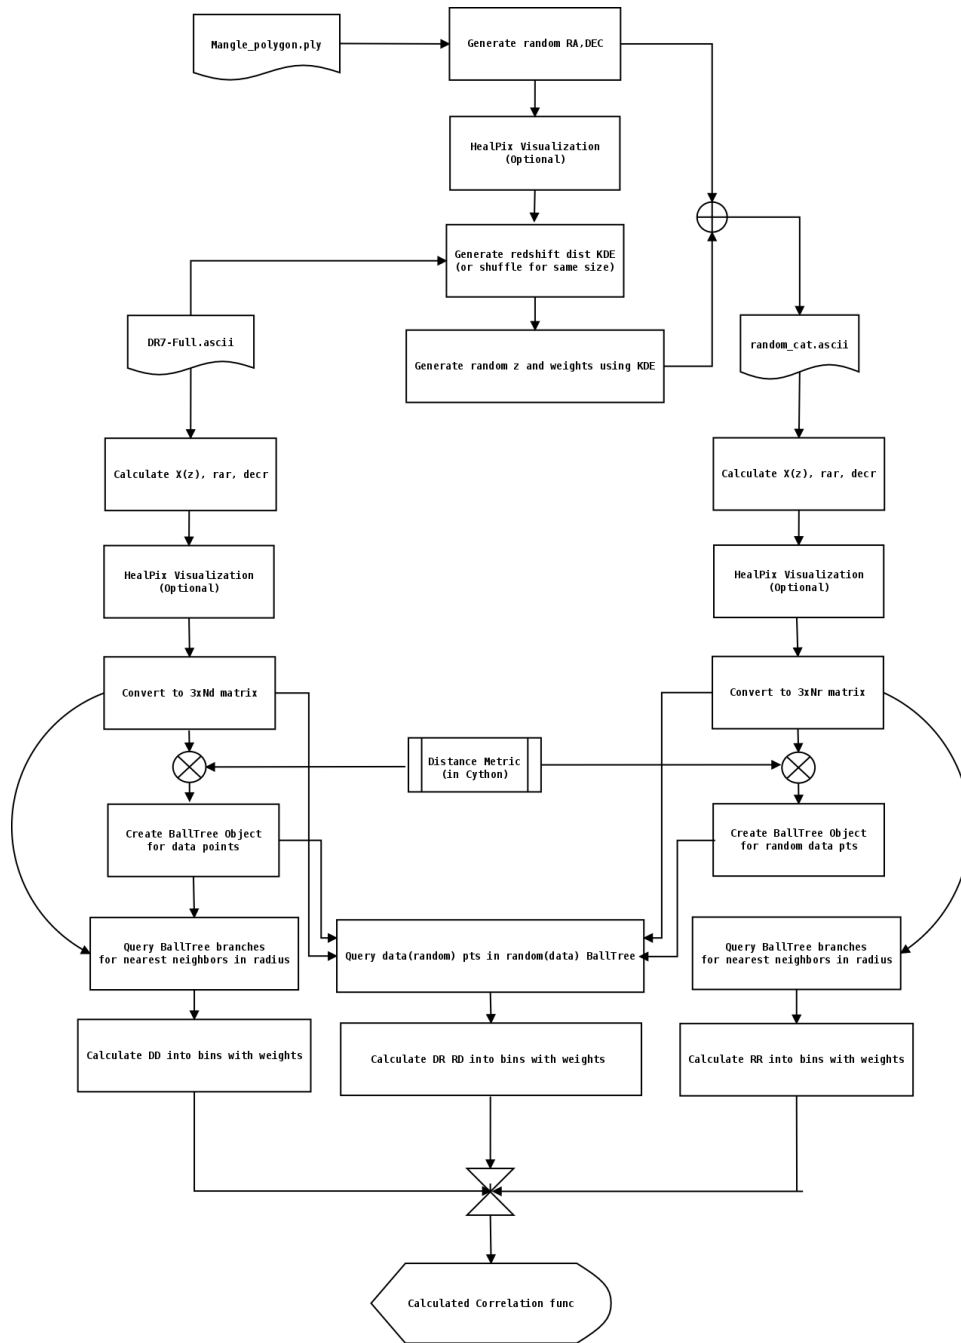 Mangle_polygon.ply
Generate random RA,DEC
HealPix Visualization
(Optional)
Generate redshift dist KDE
(or shuffle for same size)
DR7-Full.ascii
random_cat.ascii
Generate random z and weights using KDE
Calculate X(z), rar, decr
Calculate X(z), rar, decr
HealPix Visualization
(Optional)
HealPix Visualization
(Optional)
Convert to 3xNd matrix
Convert to 3xNr matrix
Distance Metric
(in Cython)
Create BallTree Object
for data points
Create BallTree Object
for random data pts
Query BallTree branches
for nearest neighbors in radius
Query data(random) pts in random(data) BallTree
Query BallTree branches
for nearest neighbors in radius
Calculate DD into bins with weights
Calculate DR RD into bins with weights
Calculate RR into bins with weights
Calculated Correlation func